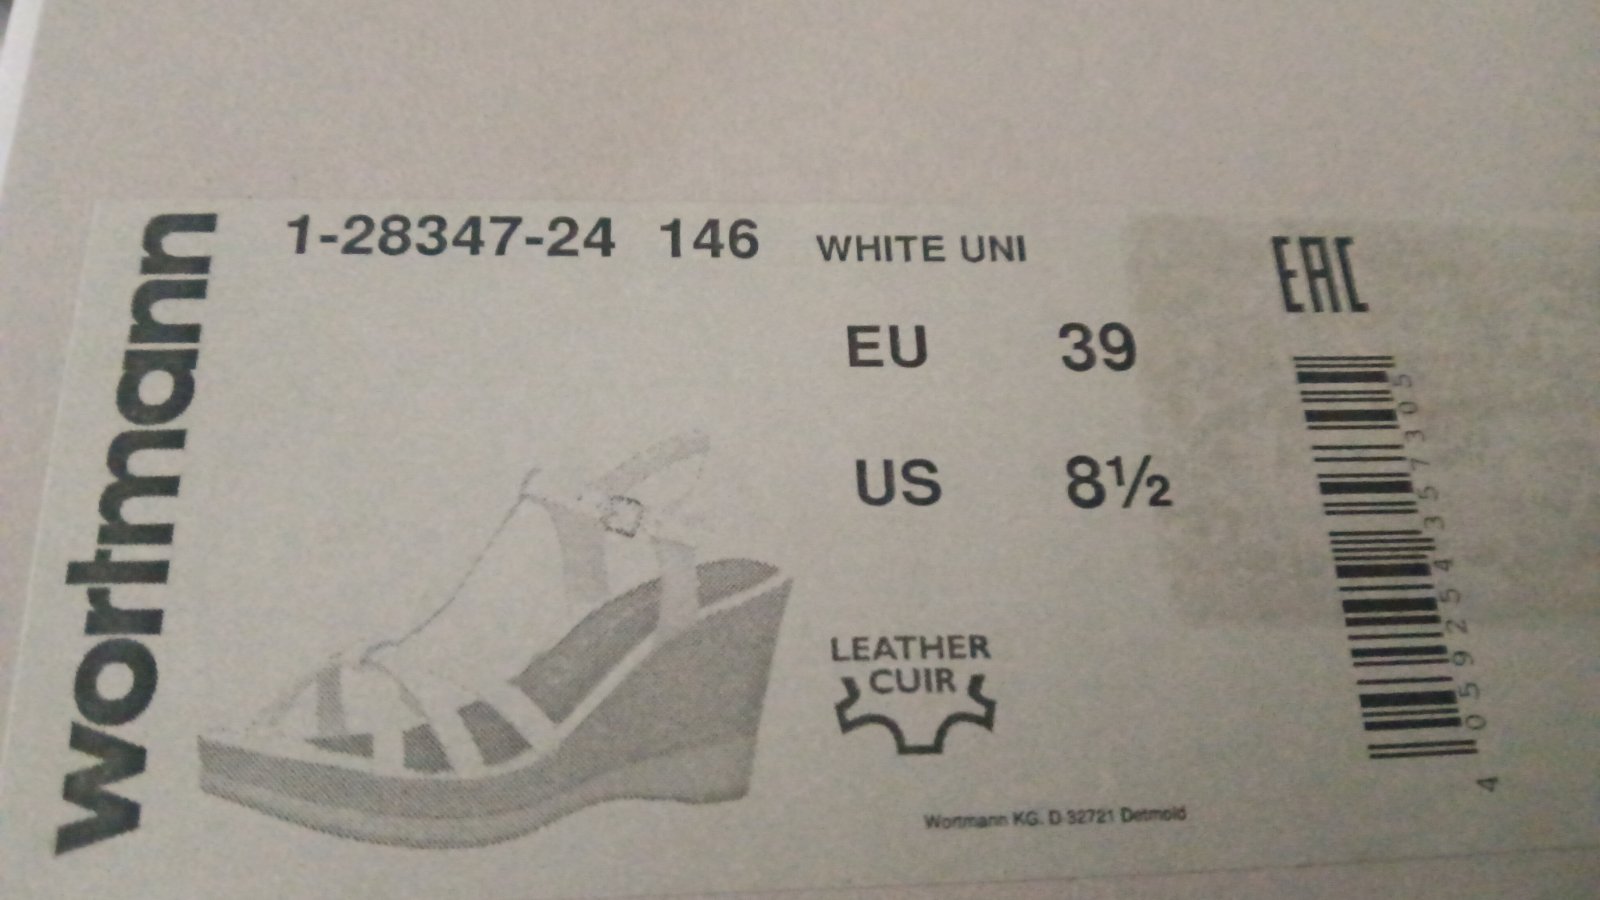 wortmann
1-28347-24 146 WHITE UNI
EAC
EU 39
US 8½
LEATHER
CUIR
Wortmann KG. D-32721 Detmold
4 059254 357305